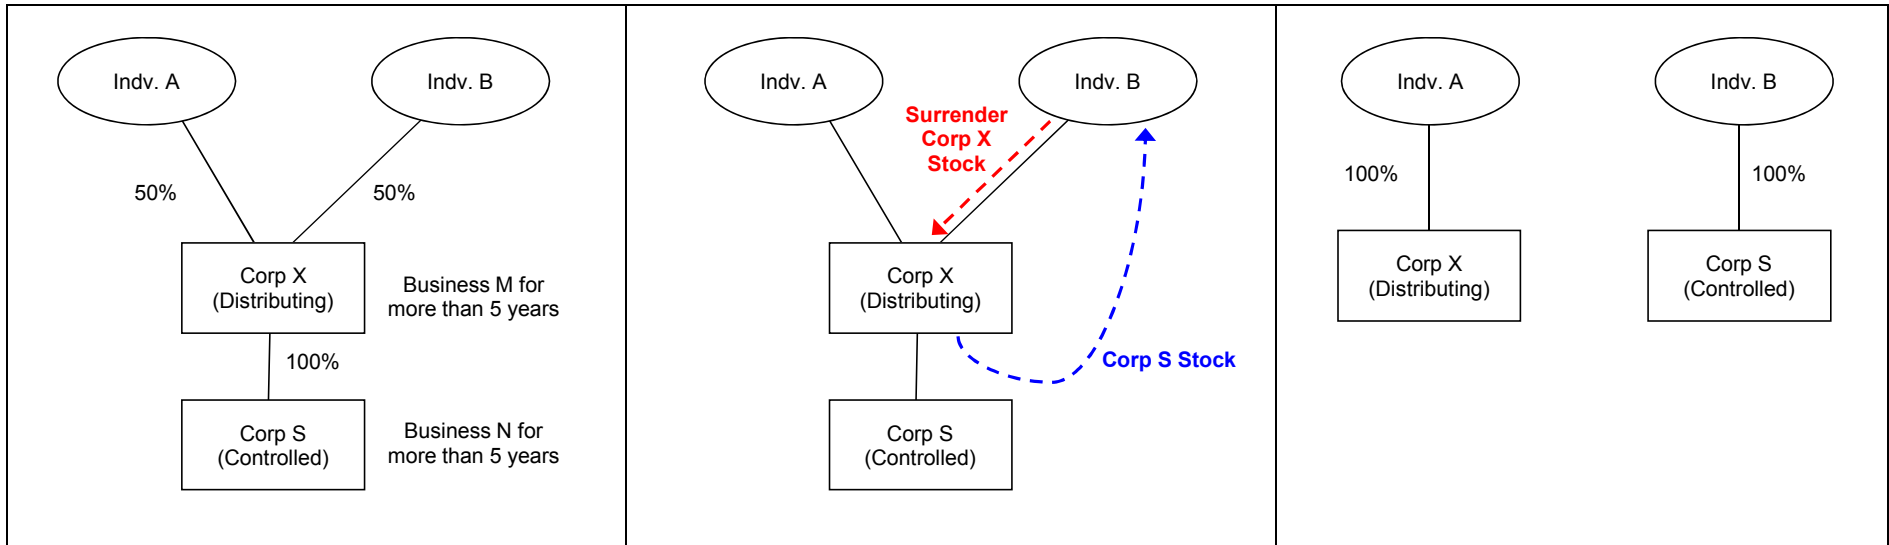 Indv. A
Indv. B
50%
50%
Corp X
(Distributing)
Business M for
more than 5 years
100%
Corp S
(Controlled)
Business N for
more than 5 years
Indv. A
Indv. B
Surrender
Corp X
Stock
Corp X
(Distributing)
Corp S Stock
Corp S
(Controlled)
Indv. A
Indv. B
100%
100%
Corp X
(Distributing)
Corp S
(Controlled)